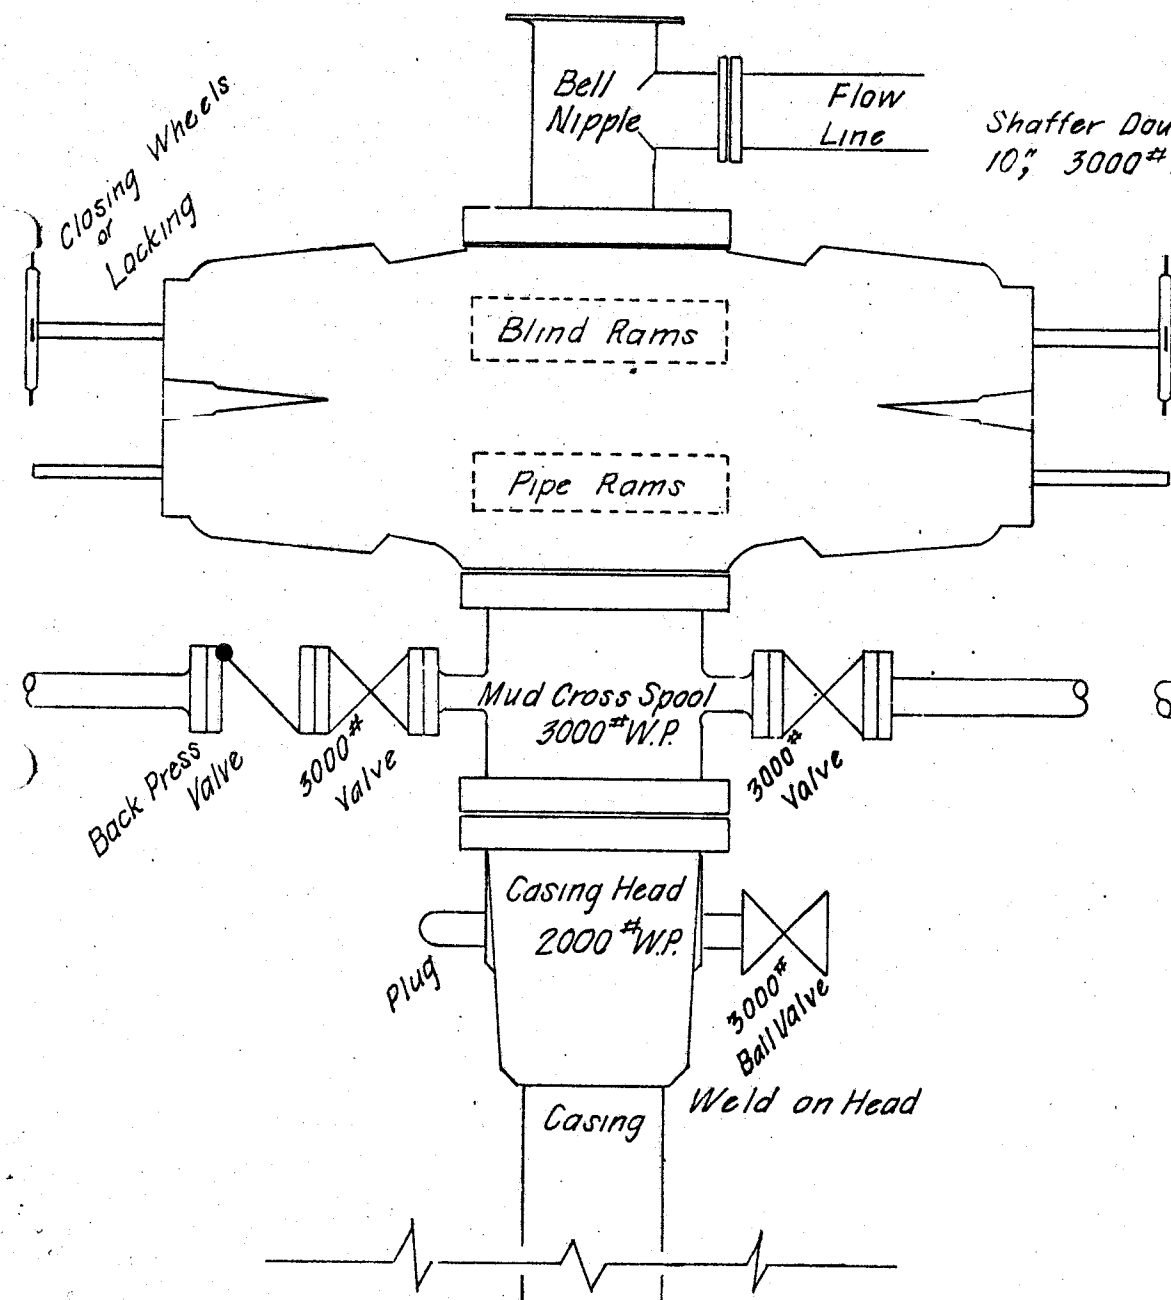 Bell
Nipple
Flow
Line
Shaffer Dou
10", 3000#
Closing Wheels
or
Locking
Blind Rams
Pipe Rams
Mud Cross Spool
3000# W.P.
Back Press
Valve
3000#
Valve
3000#
Valve
Casing Head
2000# W.P.
Plug
3000#
Ball Valve
Weld on Head
Casing